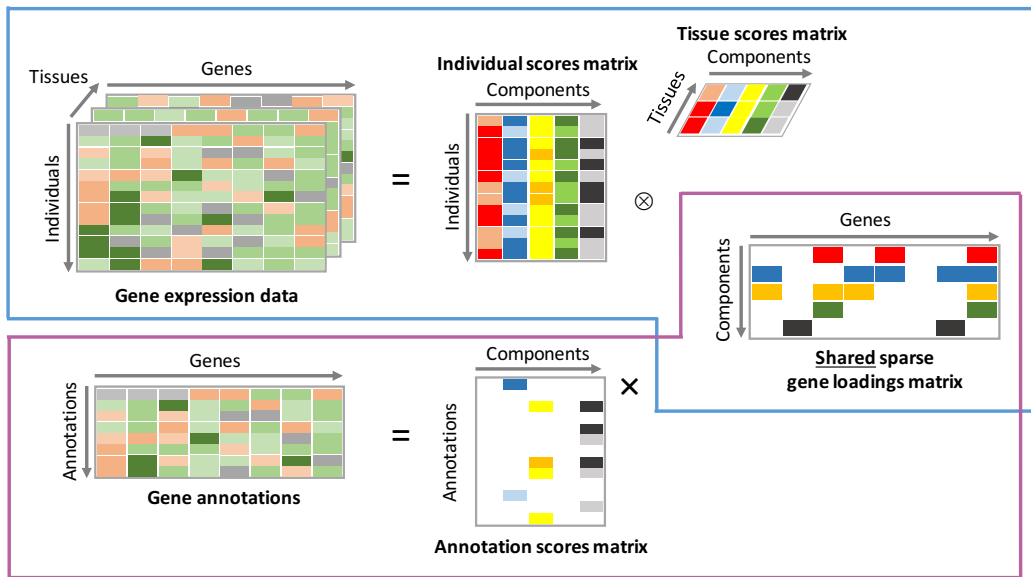 Tissues
Genes
Individuals
Gene expression data
=
Individual scores matrix
Components
Individuals
Tissue scores matrix
Components
Tissues
⊗
Genes
Components
Shared sparse
gene loadings matrix
Genes
Annotations
Gene annotations
=
Components
Annotations
Annotation scores matrix
×